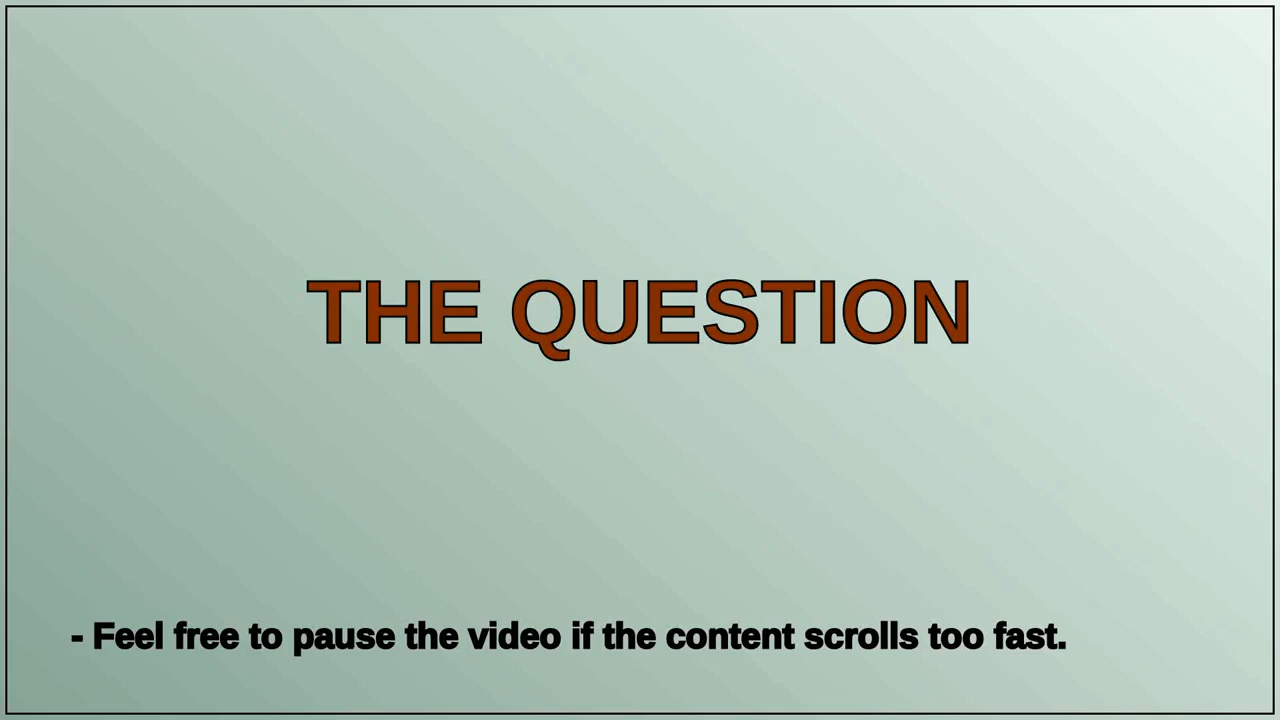 THE QUESTION
- Feel free to pause the video if the content scrolls too fast.